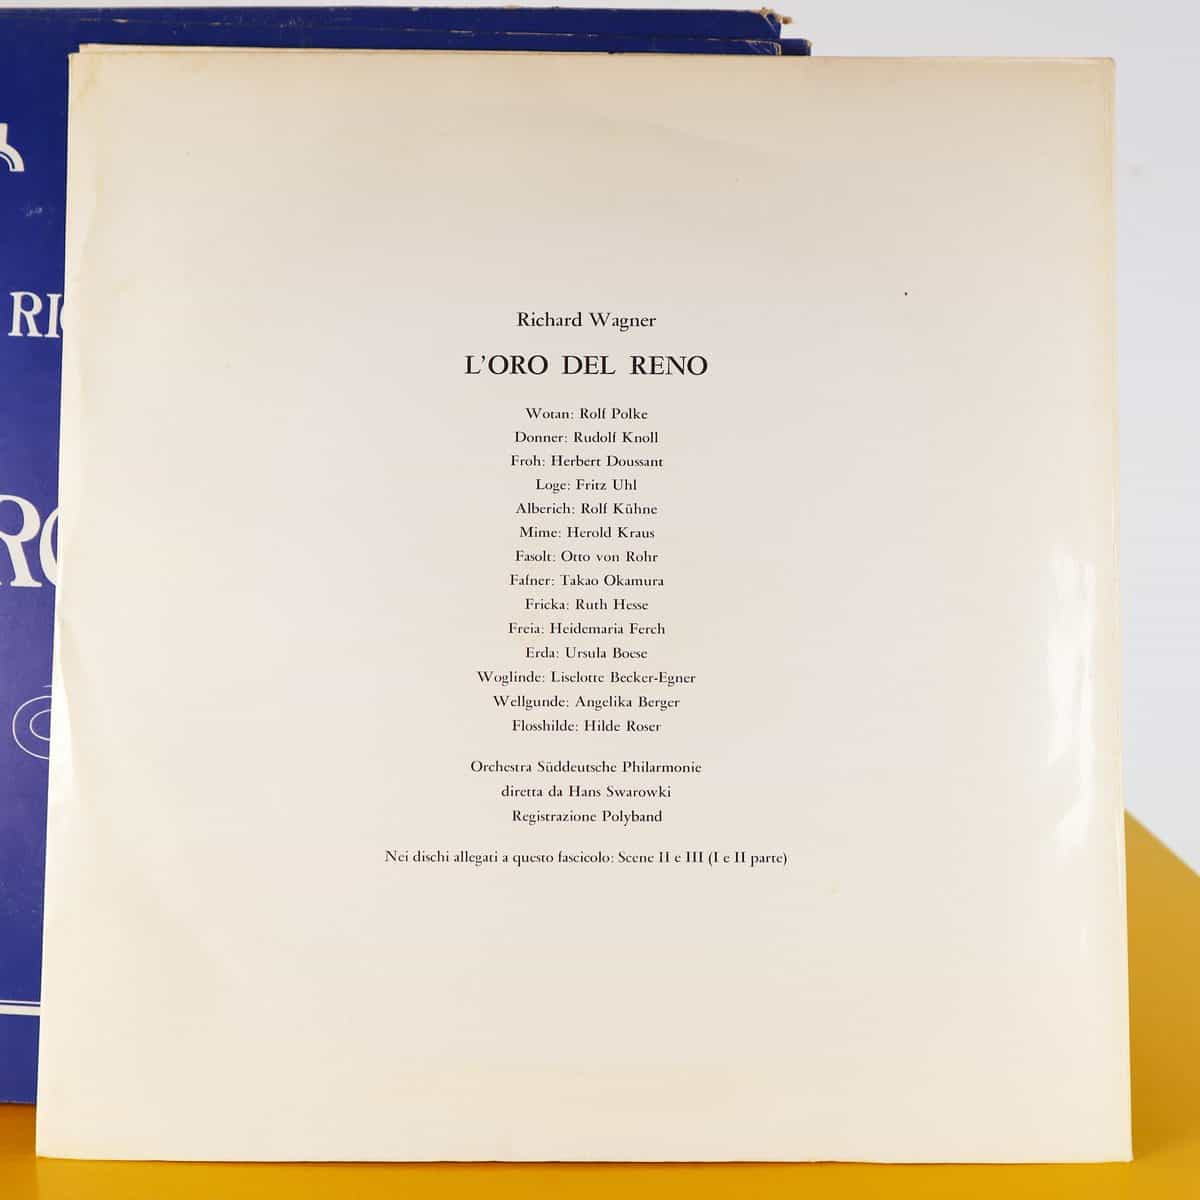 Richard Wagner
L'ORO DEL RENO
Wotan: Rolf Polke
Donner: Rudolf Knoll
Froh: Herbert Doussant
Loge: Fritz Uhl
Alberich: Rolf Kühne
Mime: Herold Kraus
Fasolt: Otto von Rohr
Fafner: Takao Okamura
Fricka: Ruth Hesse
Freia: Heidemaria Ferch
Erda: Ursula Boese
Woglinde: Liselotte Becker-Egner
Wellgunde: Angelika Berger
Flosshilde: Hilde Roser
Orchestra Süddeutsche Philarmonie
diretta da Hans Swarowki
Registrazione Polyband
Nei dischi allegati a questo fascicolo: Scene II e III (I e II parte)